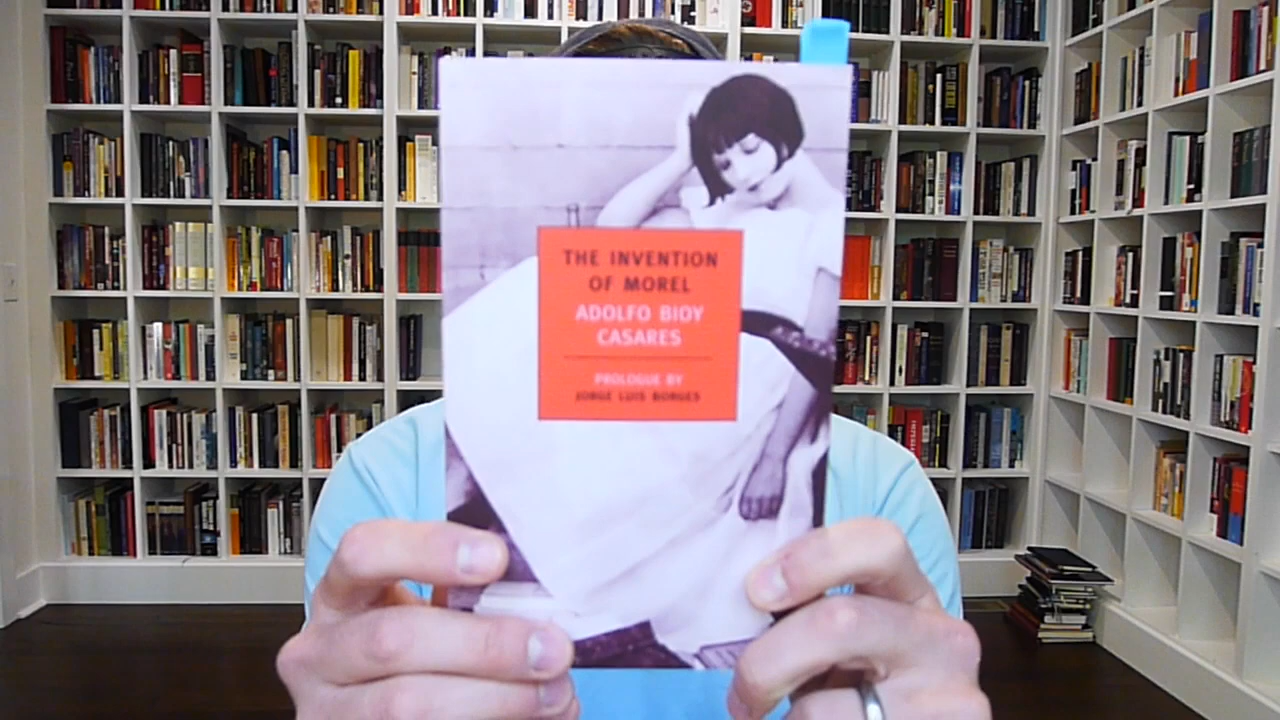 THE INVENTION
OF MOREL
ADOLFO BIOY
CASARES
PROLOGUE BY
JORGE LUIS BORGES